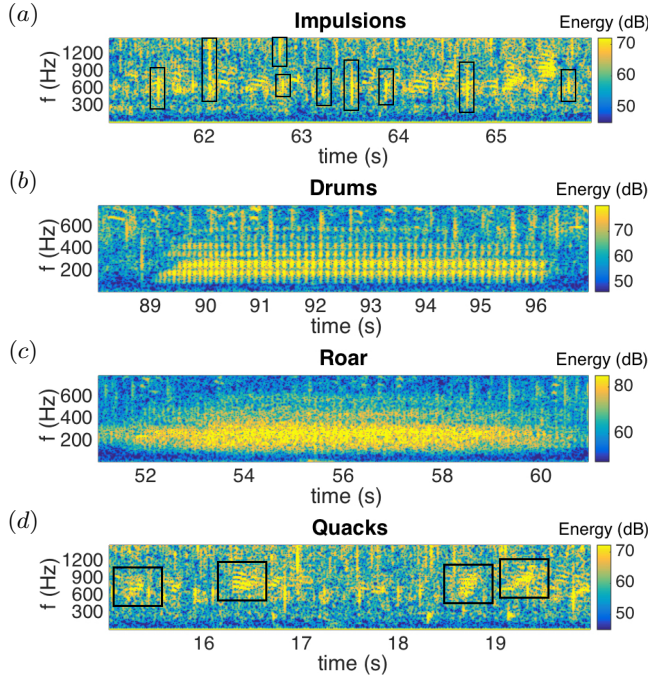 (a) Impulsions Energy (dB)
f (Hz) 1200 900 600 300
70 60 50
62 63 64 65
time (s)
(b) Drums Energy (dB)
f (Hz) 600 400 200
70 60 50
89 90 91 92 93 94 95 96
time (s)
(c) Roar Energy (dB)
f (Hz) 600 400 200
80 60
52 54 56 58 60
time (s)
(d) Quacks Energy (dB)
f (Hz) 1200 900 600 300
70 60 50
16 17 18 19
time (s)